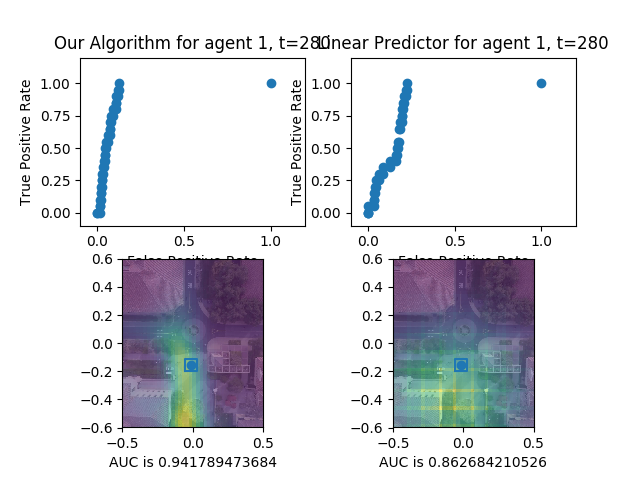 Our Algorithm for agent 1, t=280
Linear Predictor for agent 1, t=280
True Positive Rate
1.00
0.75
0.50
0.25
0.00
0.0 0.5 1.0
False Positive Rate
True Positive Rate
1.00
0.75
0.50
0.25
0.00
0.0 0.5 1.0
False Positive Rate
0.6
0.4
0.2
0.0
−0.2
−0.4
−0.6
−0.5 0.0 0.5
AUC is 0.941789473684
0.6
0.4
0.2
0.0
−0.2
−0.4
−0.6
−0.5 0.0 0.5
AUC is 0.862684210526